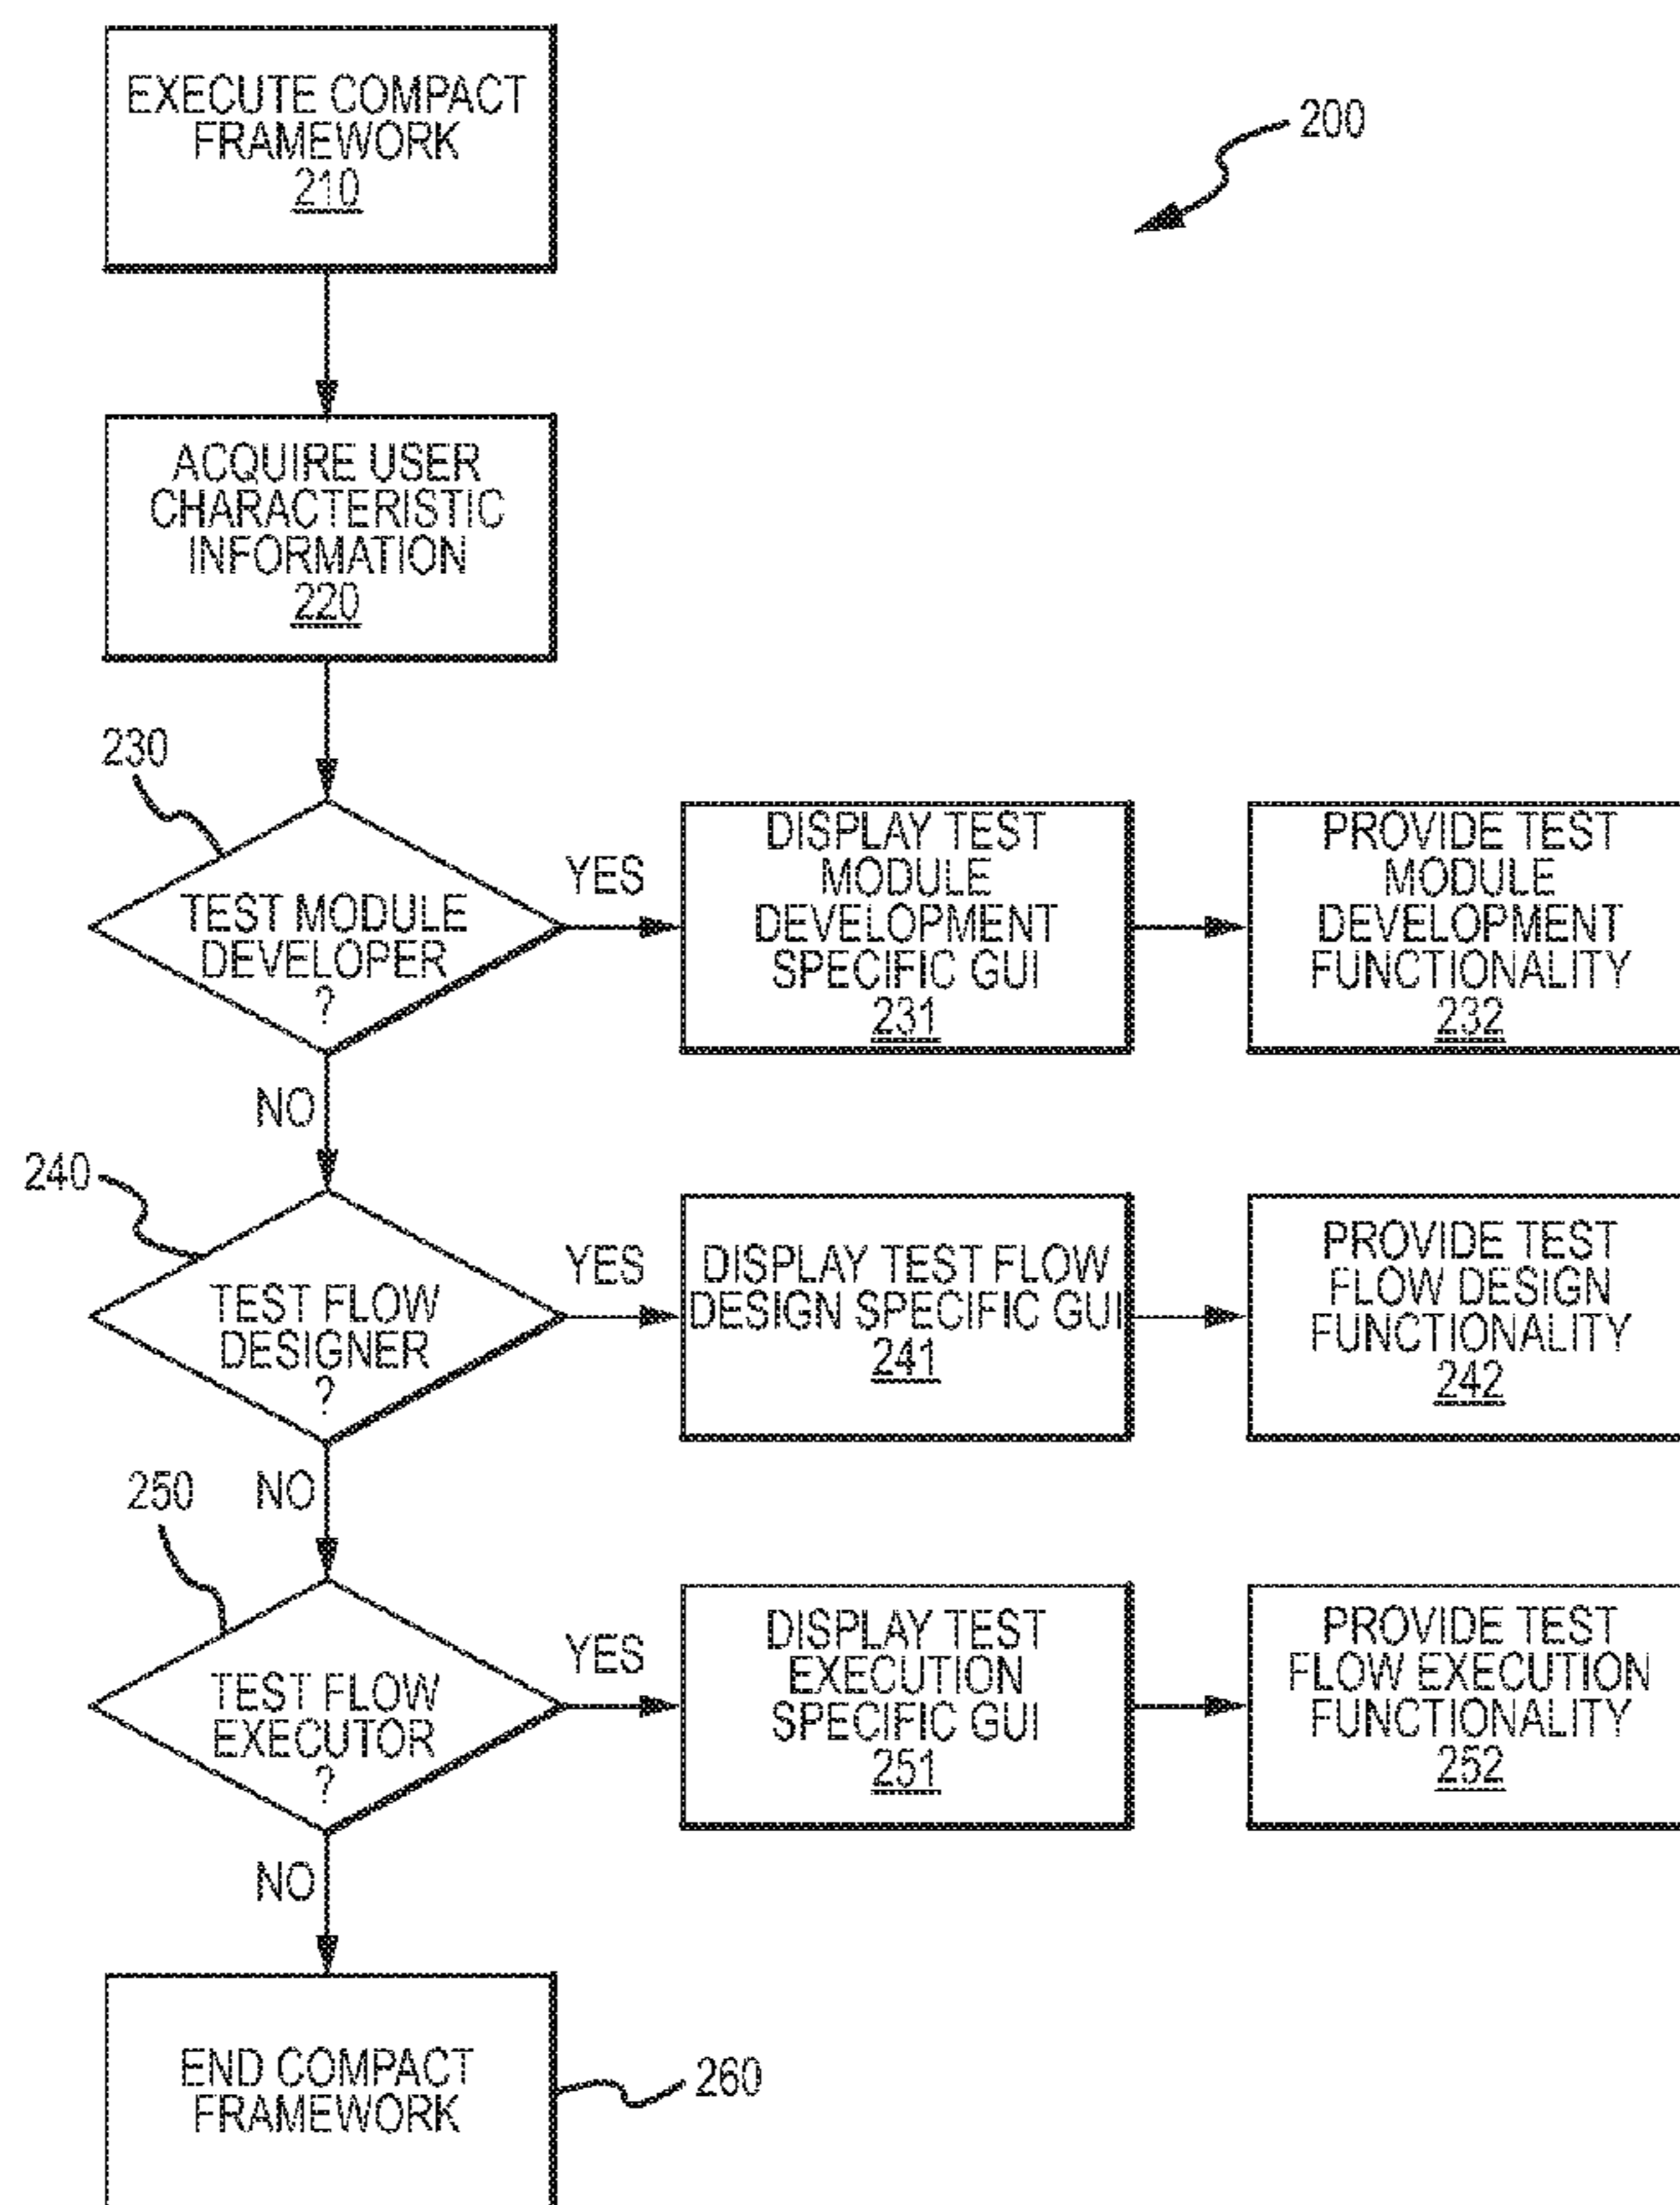 EXECUTE COMPACT
FRAMEWORK
210
200
ACQUIRE USER
CHARACTERISTIC
INFORMATION
220
230
TEST MODULE
DEVELOPER
?
YES
DISPLAY TEST
MODULE
DEVELOPMENT
SPECIFIC GUI
231
PROVIDE TEST
MODULE
DEVELOPMENT
FUNCTIONALITY
232
NO
240
TEST FLOW
DESIGNER
?
YES
DISPLAY TEST FLOW
DESIGN SPECIFIC GUI
241
PROVIDE TEST
FLOW DESIGN
FUNCTIONALITY
242
NO
250
TEST FLOW
EXECUTOR
?
YES
DISPLAY TEST
EXECUTION
SPECIFIC GUI
251
PROVIDE TEST
FLOW EXECUTION
FUNCTIONALITY
252
NO
END COMPACT
FRAMEWORK
260